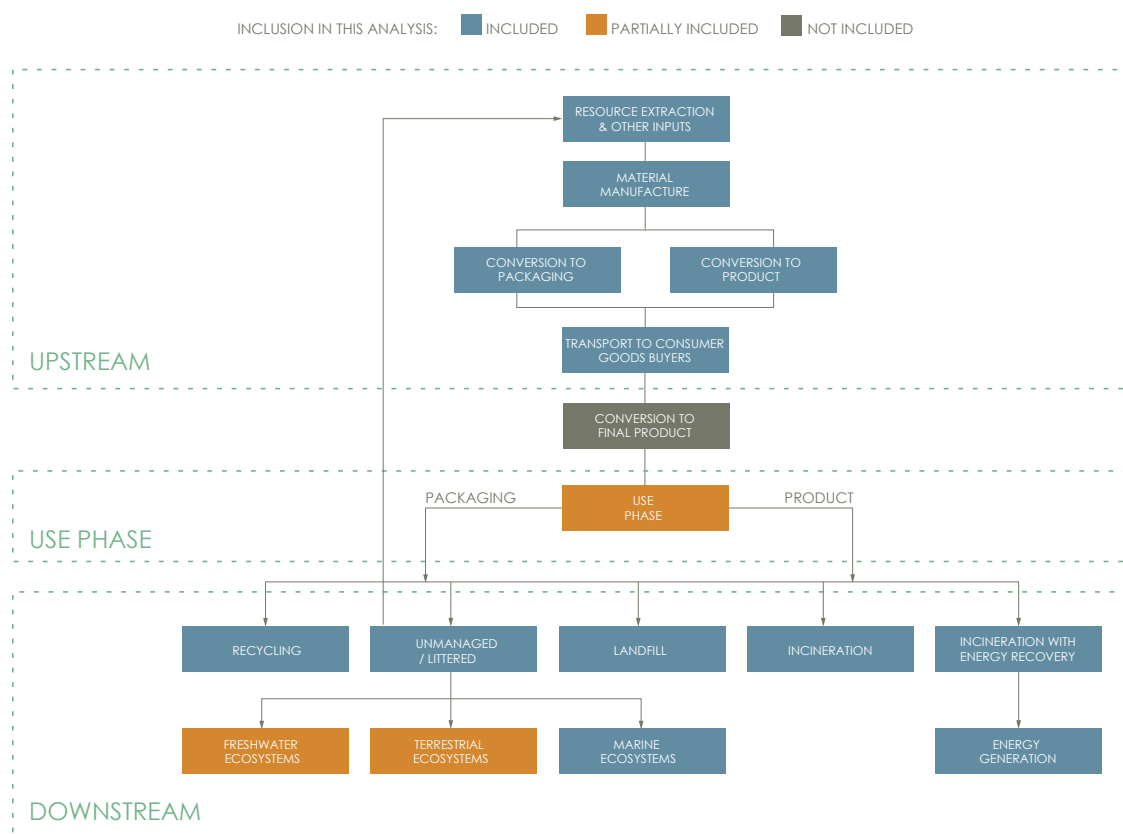 INCLUSION IN THIS ANALYSIS: INCLUDED PARTIALLY INCLUDED NOT INCLUDED
RESOURCE EXTRACTION
& OTHER INPUTS
MATERIAL
MANUFACTURE
CONVERSION TO
PACKAGING
CONVERSION TO
PRODUCT
TRANSPORT TO CONSUMER
GOODS BUYERS
UPSTREAM
CONVERSION TO
FINAL PRODUCT
PACKAGING
USE
PHASE
PRODUCT
USE PHASE
RECYCLING
UNMANAGED
/ LITTERED
LANDFILL
INCINERATION
INCINERATION WITH
ENERGY RECOVERY
FRESHWATER
ECOSYSTEMS
TERRESTRIAL
ECOSYSTEMS
MARINE
ECOSYSTEMS
ENERGY
GENERATION
DOWNSTREAM